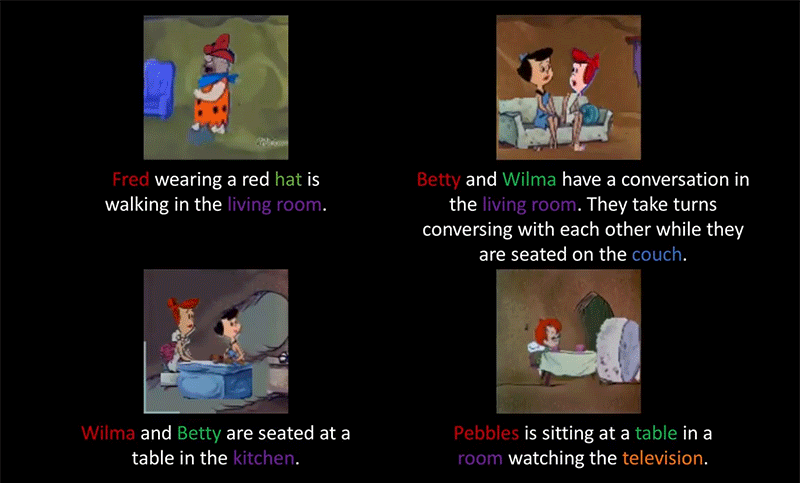 Fred wearing a red hat is
walking in the living room.
Betty and Wilma have a conversation in
the living room. They take turns
conversing with each other while they
are seated on the couch.
Wilma and Betty are seated at a
table in the kitchen.
Pebbles is sitting at a table in a
room watching the television.